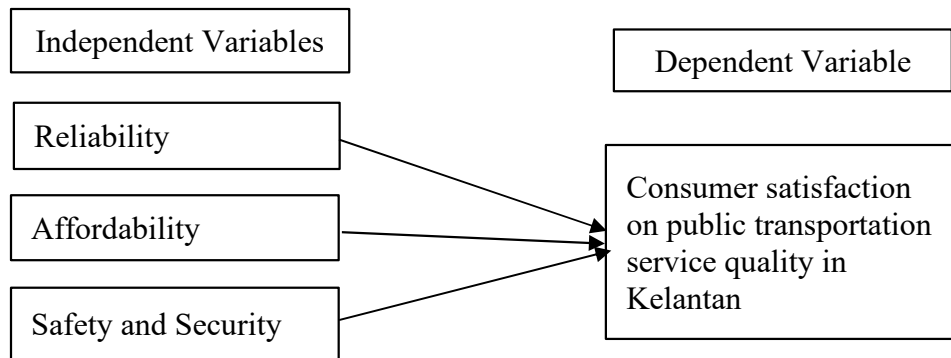 Independent Variables
Dependent Variable
Reliability
Affordability
Safety and Security
Consumer satisfaction
on public transportation
service quality in
Kelantan